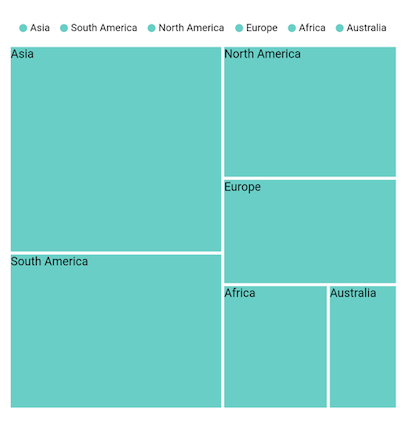 Asia South America North America Europe Africa Australia
Asia
North America
Europe
South America
Africa
Australia